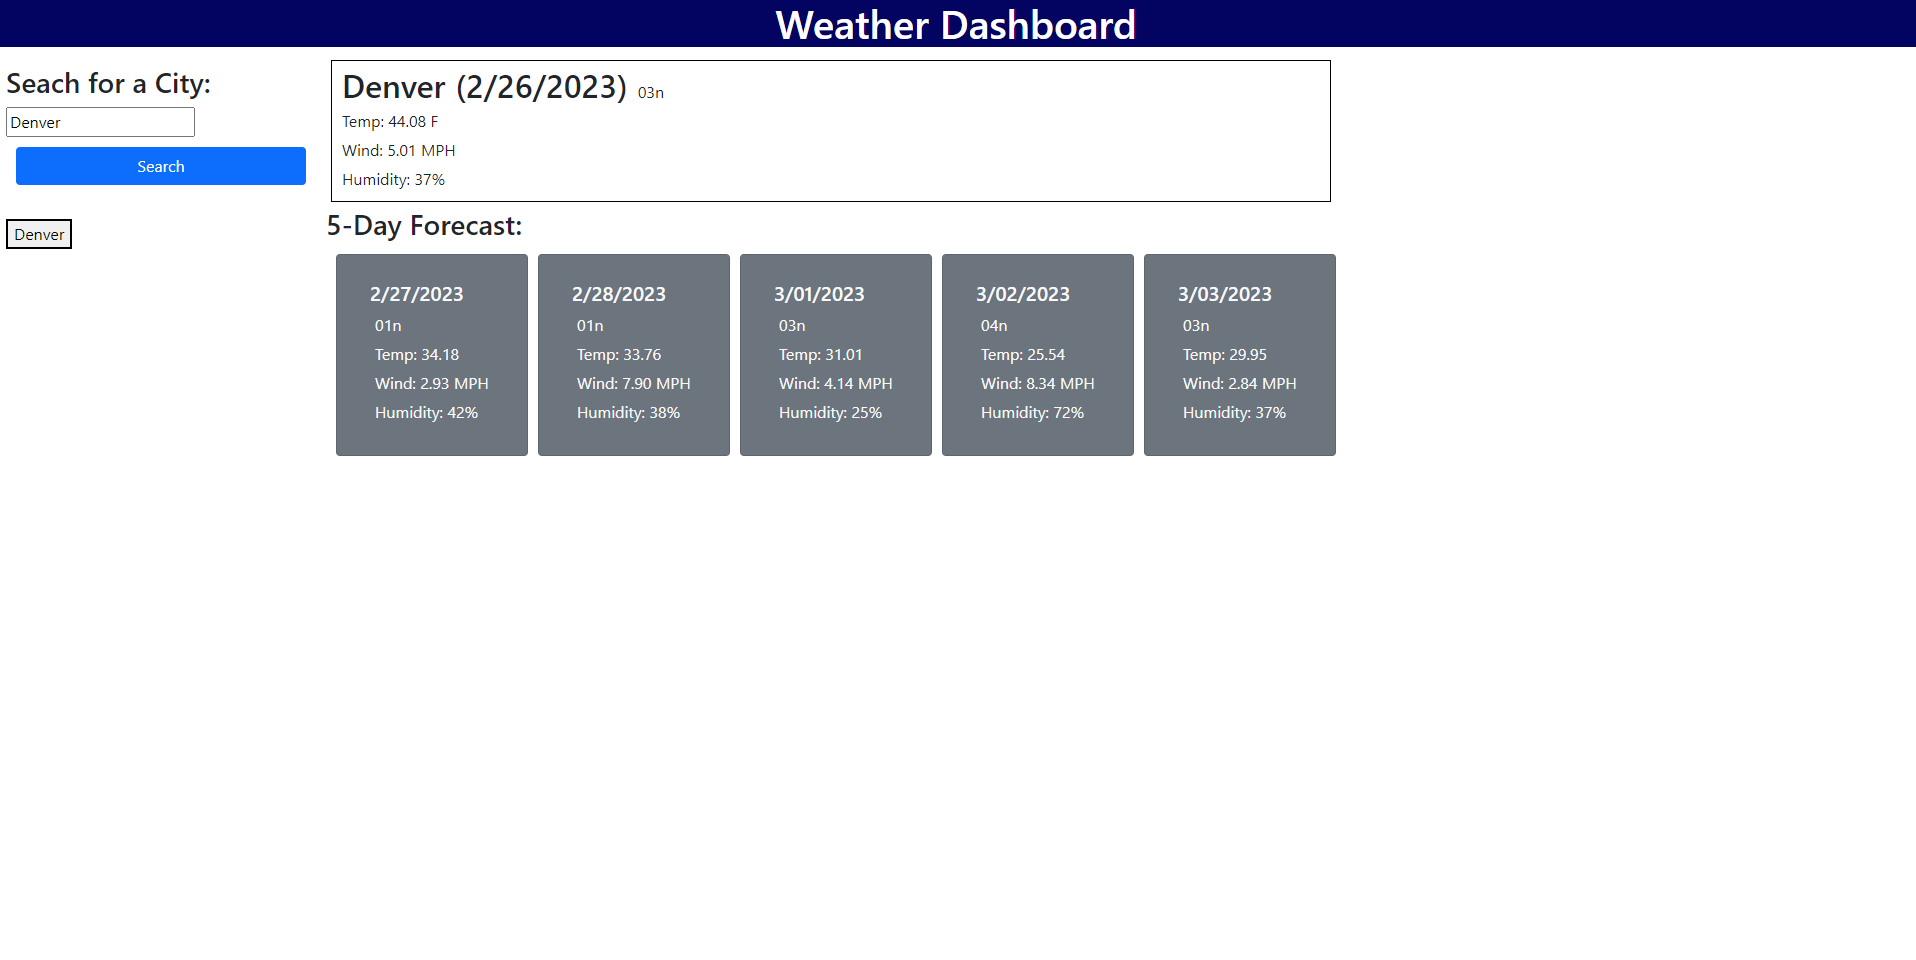 Weather Dashboard
Seach for a City:
Denver
Search
Denver
Denver (2/26/2023) 03n
Temp: 44.08 F
Wind: 5.01 MPH
Humidity: 37%
5-Day Forecast:
2/27/2023
01n
Temp: 34.18
Wind: 2.93 MPH
Humidity: 42%
2/28/2023
01n
Temp: 33.76
Wind: 7.90 MPH
Humidity: 38%
3/01/2023
03n
Temp: 31.01
Wind: 4.14 MPH
Humidity: 25%
3/02/2023
04n
Temp: 25.54
Wind: 8.34 MPH
Humidity: 72%
3/03/2023
03n
Temp: 29.95
Wind: 2.84 MPH
Humidity: 37%